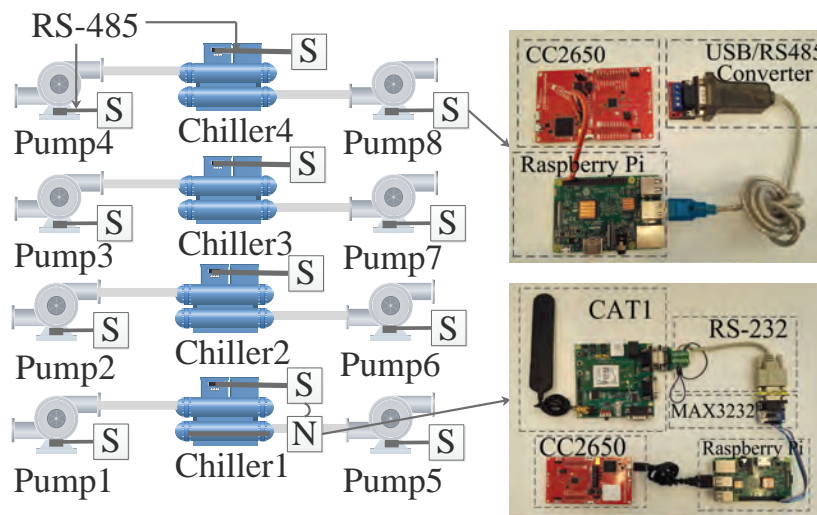 RS-485
S
S
S
Pump4
Chiller4
Pump8
S
S
S
Pump3
Chiller3
Pump7
S
S
S
Pump2
Chiller2
Pump6
S
S
N
S
Pump1
Chiller1
Pump5
CC2650
USB/RS485
Converter
Raspberry Pi
CAT1
RS-232
MAX3232
CC2650
Raspberry Pi